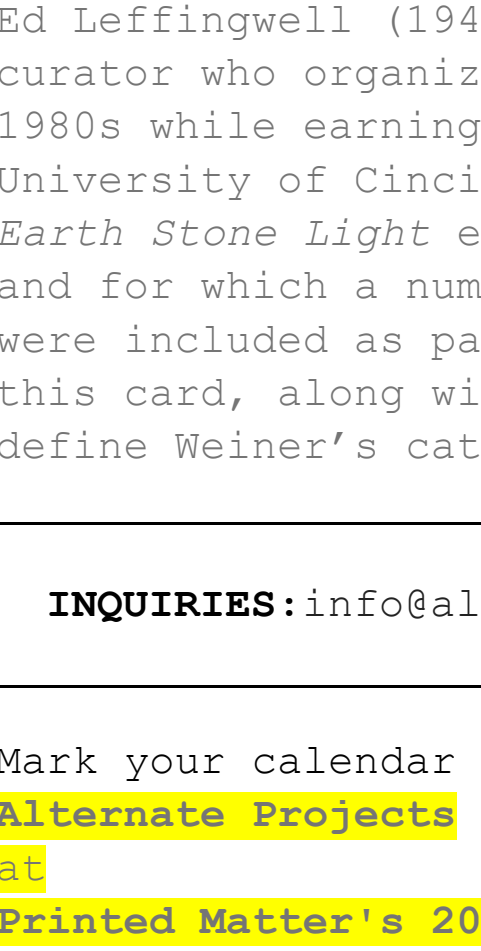 Ed Leffingwell (194
curator who organiz
1980s while earning
University of Cinci
Earth Stone Light e
and for which a num
were included as pa
this card, along wi
define Weiner’s cat
INQUIRIES:info@al
Mark your calendar
Alternate Projects
at
Printed Matter's 20